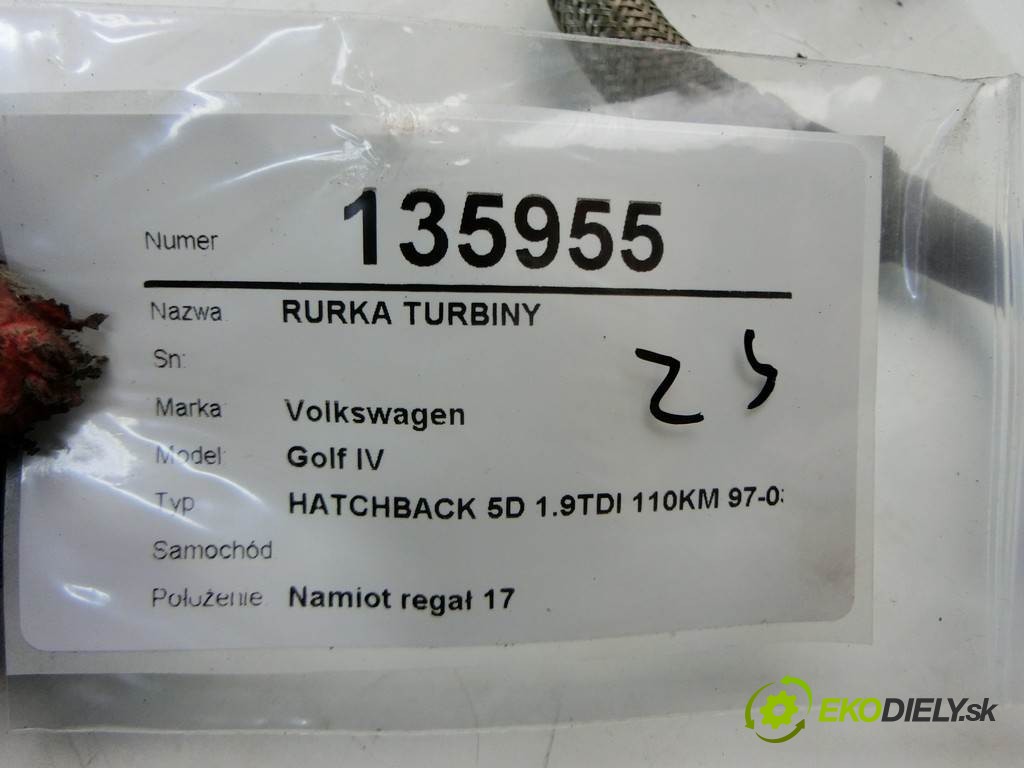 Numer 135955
Nazwa RURKA TURBINY
Sn:
Marka Volkswagen
Model Golf IV
Typ HATCHBACK 5D 1.9TDI 110KM 97-0
Samochód
Położenie Namiot regał 17
EKODIELY.sk